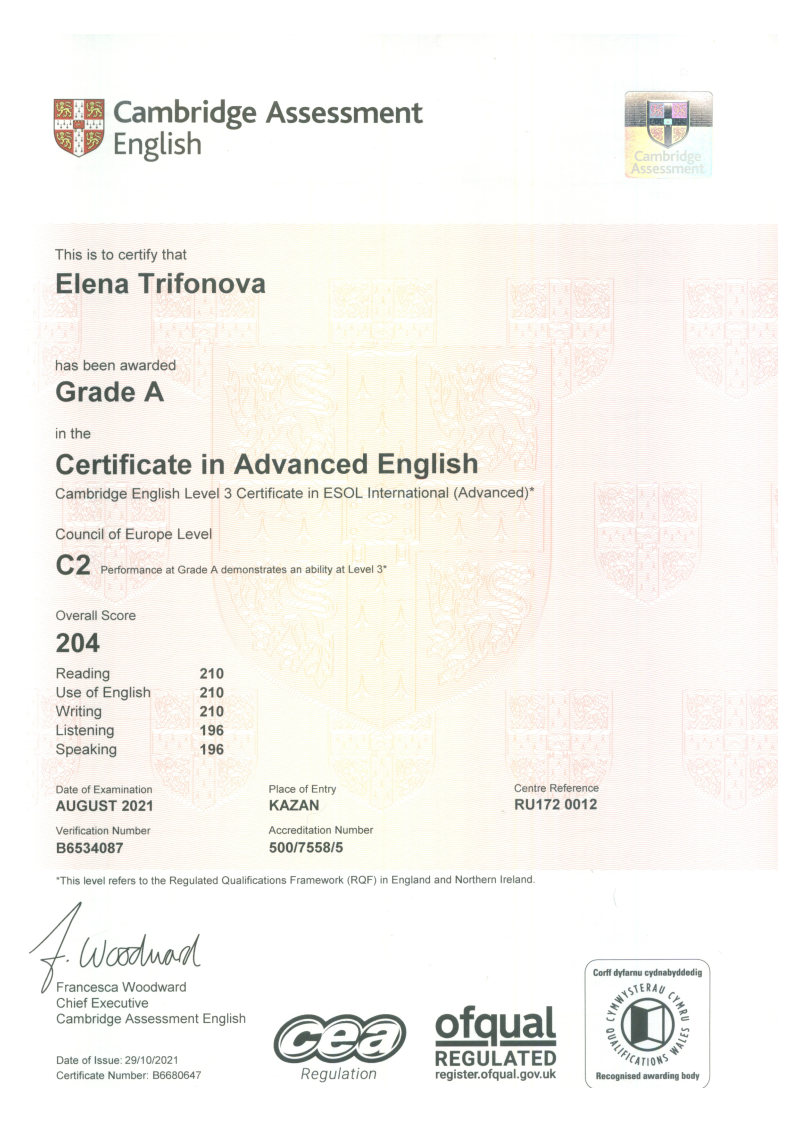 Cambridge Assessment
English
Cambridge
Assessment
This is to certify that
Elena Trifonova
has been awarded
Grade A
in the
Certificate in Advanced English
Cambridge English Level 3 Certificate in ESOL International (Advanced)*
Council of Europe Level
C2 Performance at Grade A demonstrates an ability at Level 3*
Overall Score
204
Reading 210
Use of English 210
Writing 210
Listening 196
Speaking 196
Date of Examination Place of Entry Centre Reference
AUGUST 2021 KAZAN RU172 0012
Verification Number Accreditation Number
B6534087 500/7558/5
*This level refers to the Regulated Qualifications Framework (RQF) in England and Northern Ireland.
F. Woodward
Francesca Woodward
Chief Executive
Cambridge Assessment English
Date of Issue: 29/10/2021
Certificate Number: B6680647
cea
Regulation
ofqual
REGULATED
register.ofqual.gov.uk
Corff dyfarnu cydnabyddedig
CYMWYSTERAU CYMRU
QUALIFICATIONS WALES
Recognised awarding body